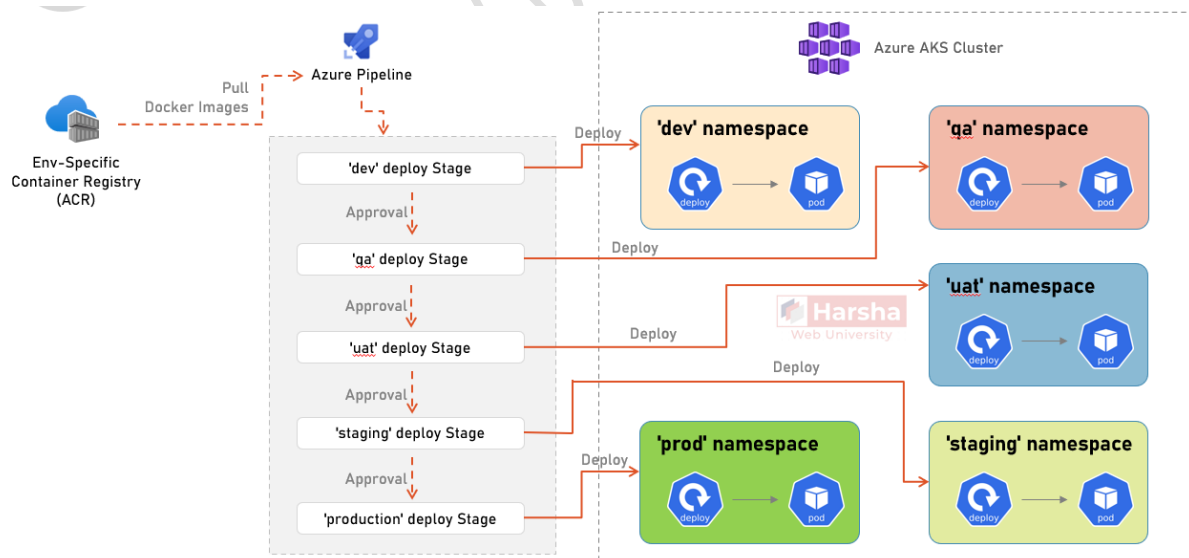 Azure Pipeline
Pull
Docker Images
Env-Specific
Container Registry
(ACR)
Azure AKS Cluster
'dev' deploy Stage
Approval
'qa' deploy Stage
Approval
'uat' deploy Stage
Approval
'staging' deploy Stage
Approval
'production' deploy Stage
Deploy
'dev' namespace
deploy
pod
'qa' namespace
deploy
pod
Deploy
'uat' namespace
deploy
pod
Harsha
Web University
Deploy
Deploy
'prod' namespace
deploy
pod
Deploy
'staging' namespace
deploy
pod